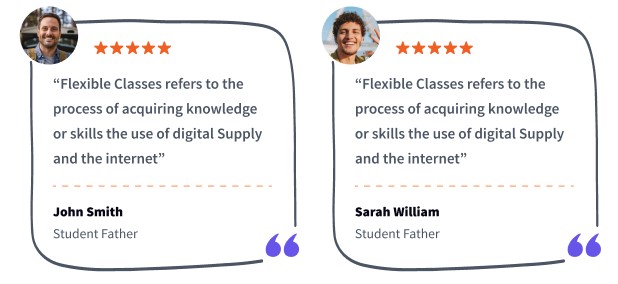 “Flexible Classes refers to the
process of acquiring knowledge
or skills the use of digital Supply
and the internet”
John Smith
Student Father
“Flexible Classes refers to the
process of acquiring knowledge
or skills the use of digital Supply
and the internet”
Sarah William
Student Father